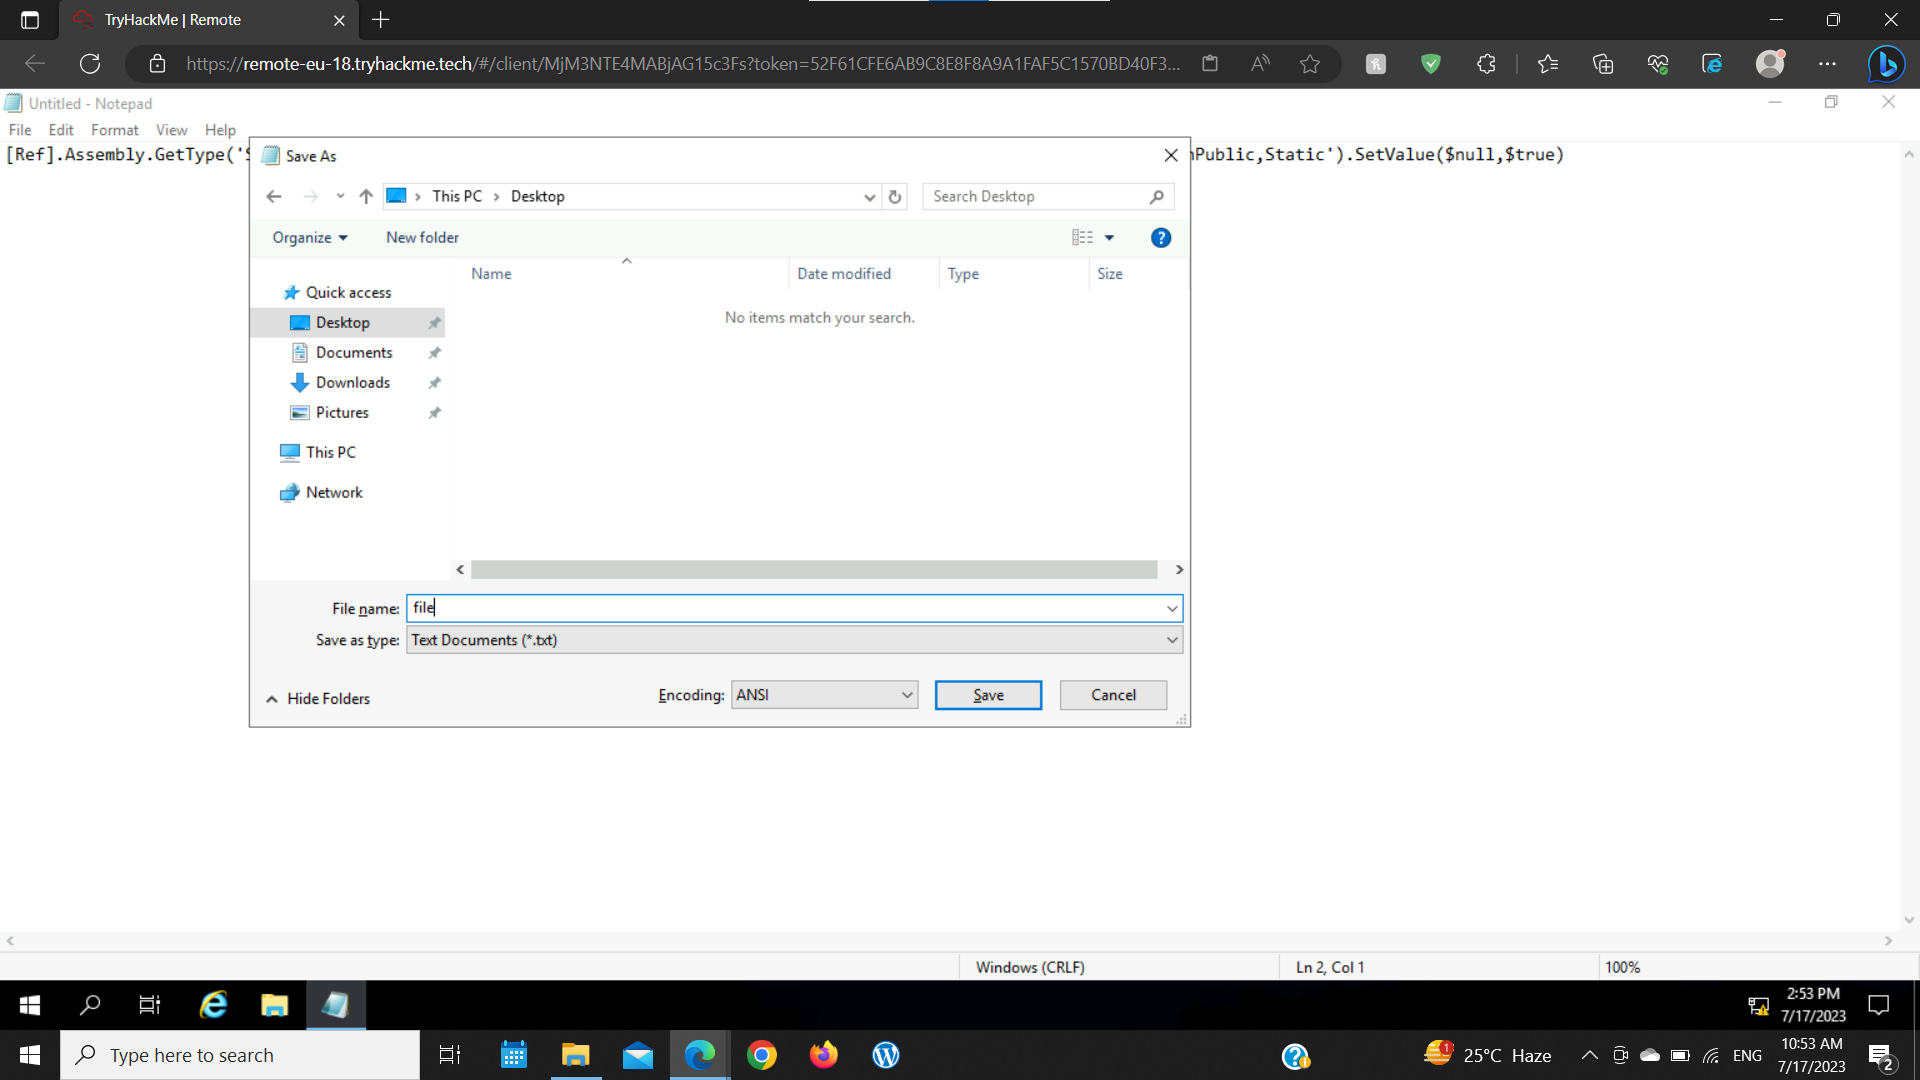 TryHackMe | Remote
https://remote-eu-18.tryhackme.tech/#/client/MjM3NTE4MABjAG15c3Fs?token=52F61CFE6AB9C8E8F8A9A1FAF5C1570BD40F3...
Untitled - Notepad
File Edit Format View Help
[Ref].Assembly.GetType('S
nPublic,Static').SetValue($null,$true)
Save As
This PC > Desktop
Search Desktop
Organize New folder
Name Date modified Type Size
No items match your search.
Quick access
Desktop
Documents
Downloads
Pictures
This PC
Network
File name: file
Save as type: Text Documents (*.txt)
Hide Folders
Encoding: ANSI Save Cancel
Windows (CRLF) Ln 2, Col 1 100%
2:53 PM
7/17/2023
Type here to search
1 25°C Haze
ENG
10:53 AM
7/17/2023
2